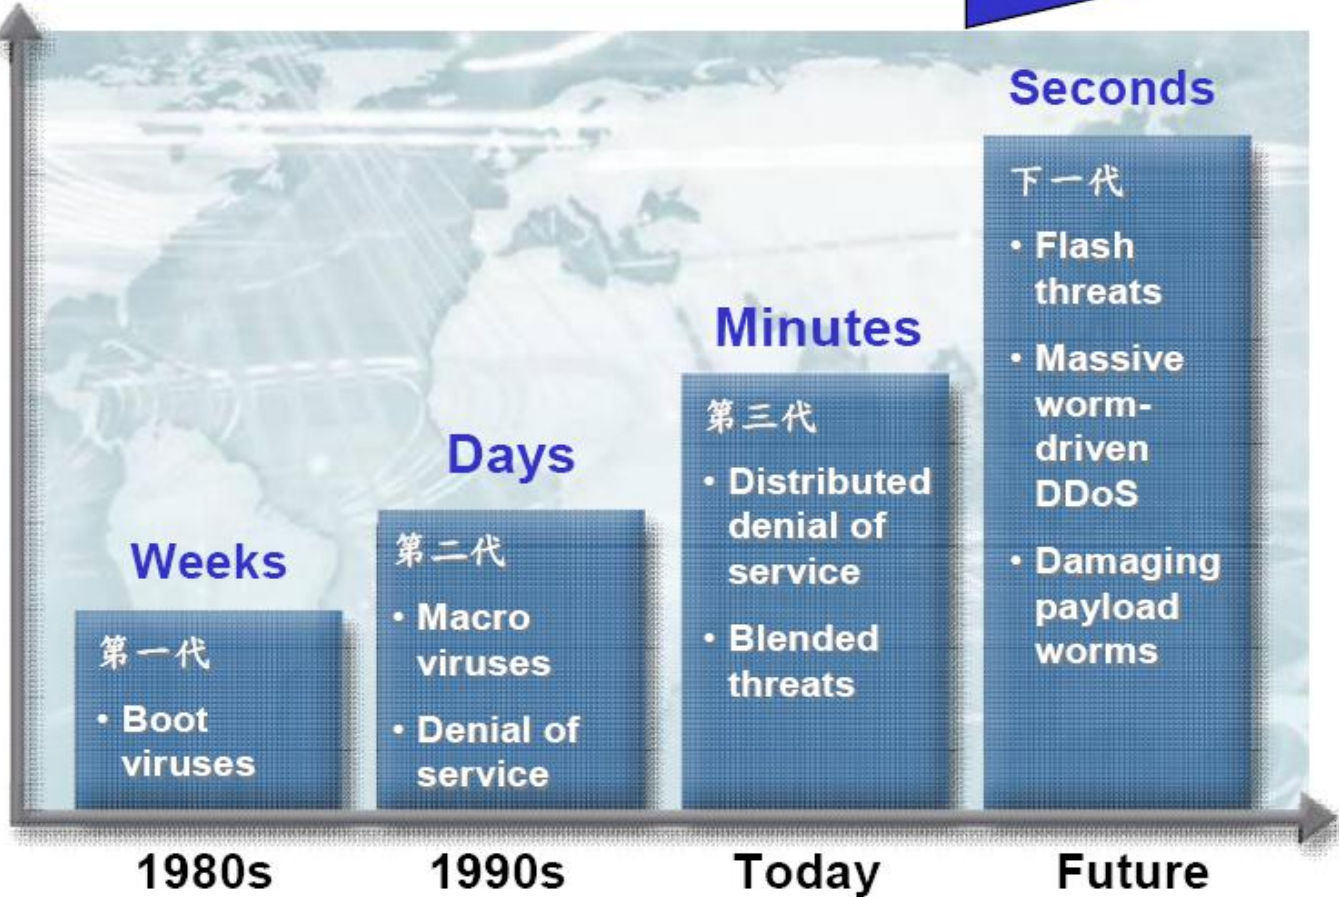 Weeks
第一代
• Boot
viruses
1980s
Days
第二代
• Macro
viruses
• Denial of
service
1990s
Minutes
第三代
• Distributed
denial of
service
• Blended
threats
Today
Seconds
下一代
• Flash
threats
• Massive
worm-
driven
DDoS
• Damaging
payload
worms
Future